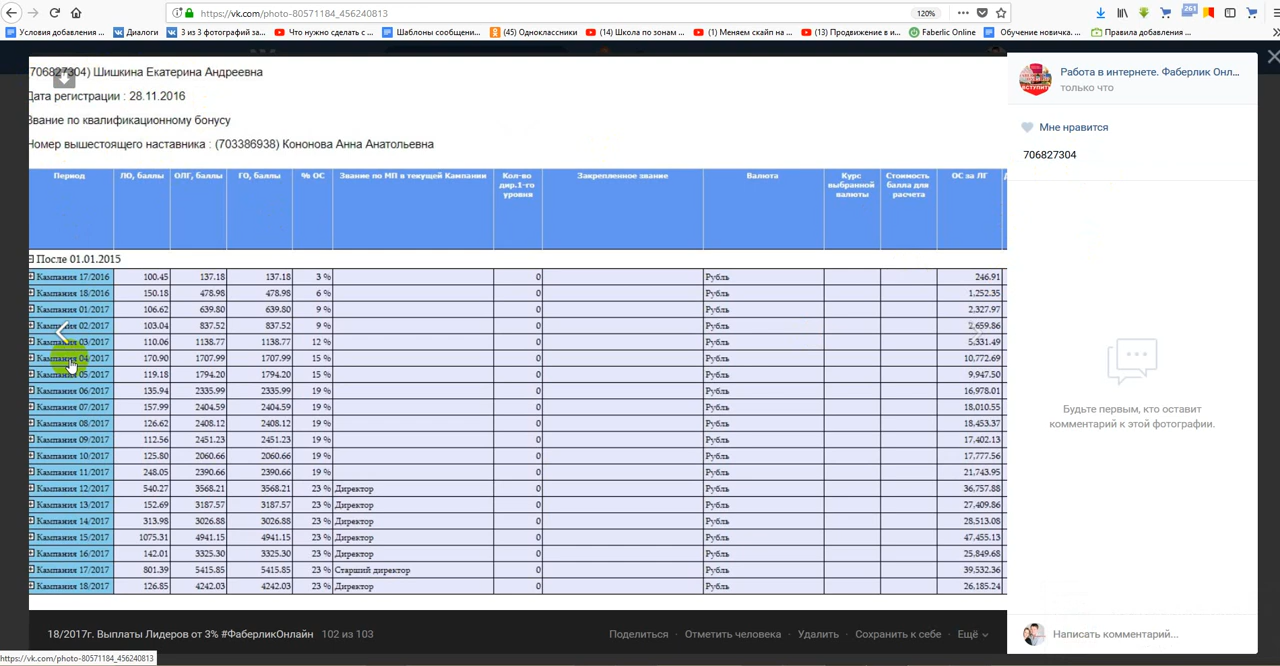 https://vk.com/photo-80571184_456240813
120%
261
Условия добавления ...
Диалоги
3 из 3 фотографий за...
Что нужно сделать с ...
Шаблоны сообщени...
(45) Одноклассники
(14) Школа по зонам ...
(1) Меняем скайп на ...
(13) Продвижение в и...
Faberlic Online
Обучение новичка. ...
Правила добавления ...
706827304) Шишкина Екатерина Андреевна
Дата регистрации : 28.11.2016
Звание по квалификационному бонусу
Номер вышестоящего наставника : (703386938) Кононова Анна Анатольевна
Период ЛО, баллы ОЛГ, баллы ГО, баллы % ОС Звание по МП в текущей Кампании Кол-во дир.1-го уровня Закрепленное звание Валюта Курс выбранной валюты Стоимость балла для расчета ОС за ЛГ
После 01.01.2015
Кампания 17/2016 100.45 137.18 137.18 3 % 0 Рубль 246.91
Кампания 18/2016 150.18 478.98 478.98 6 % 0 Рубль 1,252.35
Кампания 01/2017 106.62 639.80 639.80 9 % 0 Рубль 2,327.97
Кампания 02/2017 103.04 837.52 837.52 9 % 0 Рубль 2,659.86
Кампания 03/2017 110.06 1138.77 1138.77 12 % 0 Рубль 5,331.49
Кампания 04/2017 170.90 1707.99 1707.99 15 % 0 Рубль 10,772.69
Кампания 05/2017 119.18 1794.20 1794.20 15 % 0 Рубль 9,947.50
Кампания 06/2017 135.94 2335.99 2335.99 19 % 0 Рубль 16,978.01
Кампания 07/2017 157.99 2404.59 2404.59 19 % 0 Рубль 18,010.55
Кампания 08/2017 126.62 2408.12 2408.12 19 % 0 Рубль 18,453.37
Кампания 09/2017 112.56 2451.23 2451.23 19 % 0 Рубль 17,402.13
Кампания 10/2017 125.80 2060.66 2060.66 19 % 0 Рубль 17,777.56
Кампания 11/2017 248.05 2390.66 2390.66 19 % 0 Рубль 21,743.95
Кампания 12/2017 540.27 3568.21 3568.21 23 % Директор 0 Рубль 36,757.88
Кампания 13/2017 152.69 3187.57 3187.57 23 % Директор 0 Рубль 27,409.86
Кампания 14/2017 313.98 3026.88 3026.88 23 % Директор 0 Рубль 28,513.08
Кампания 15/2017 1075.31 4941.15 4941.15 23 % Директор 0 Рубль 47,455.13
Кампания 16/2017 142.01 3325.30 3325.30 23 % Директор 0 Рубль 25,849.68
Кампания 17/2017 801.39 5415.85 5415.85 23 % Старший директор 0 Рубль 39,532.36
Кампания 18/2017 126.85 4242.03 4242.03 23 % Директор 0 Рубль 26,185.24
Работа в интернете. Фаберлик Онл...
только что
ВСТУПИТЬ
Мне нравится
706827304
Будьте первым, кто оставит
комментарий к этой фотографии.
18/2017г. Выплаты Лидеров от 3% #ФаберликОнлайн 102 из 103
Поделиться · Отметить человека · Удалить · Сохранить к себе · Ещё
Написать комментарий...
https://vk.com/photo-80571184_456240813